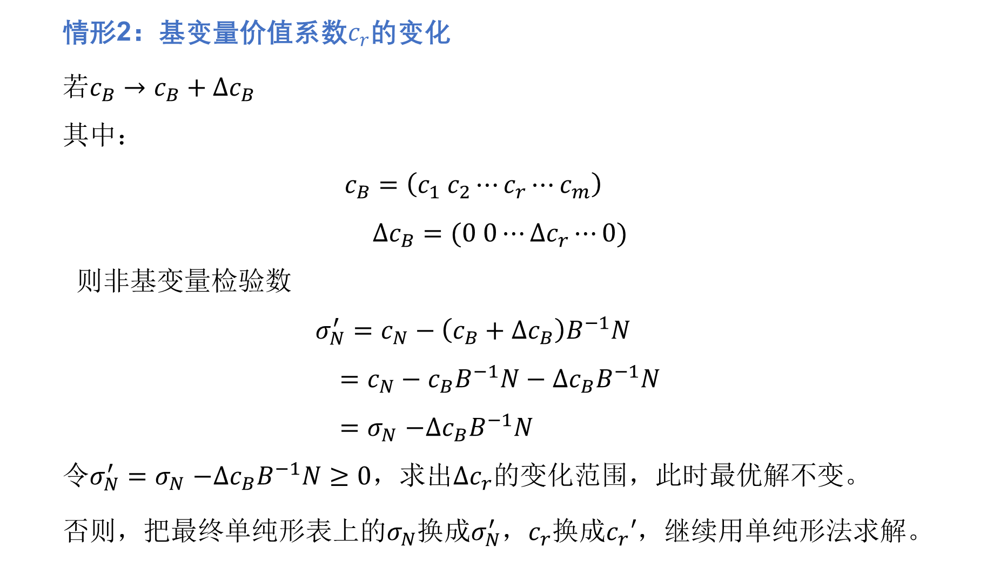 情形2：基变量价值系数$c_r$的变化
若$c_B \to c_B + \Delta c_B$
其中：
$c_B = (c_1\ c_2 \cdots c_r \cdots c_m)$
$\Delta c_B = (0\ 0 \cdots \Delta c_r \cdots 0)$
则非基变量检验数
$\sigma_N' = c_N - (c_B + \Delta c_B)B^{-1}N$
$= c_N - c_B B^{-1}N - \Delta c_B B^{-1}N$
$= \sigma_N - \Delta c_B B^{-1}N$
令$\sigma_N' = \sigma_N - \Delta c_B B^{-1}N \geq 0$，求出$\Delta c_r$的变化范围，此时最优解不变。
否则，把最终单纯形表上的$\sigma_N$换成$\sigma_N'$，$c_r$换成$c_r'$，继续用单纯形法求解。